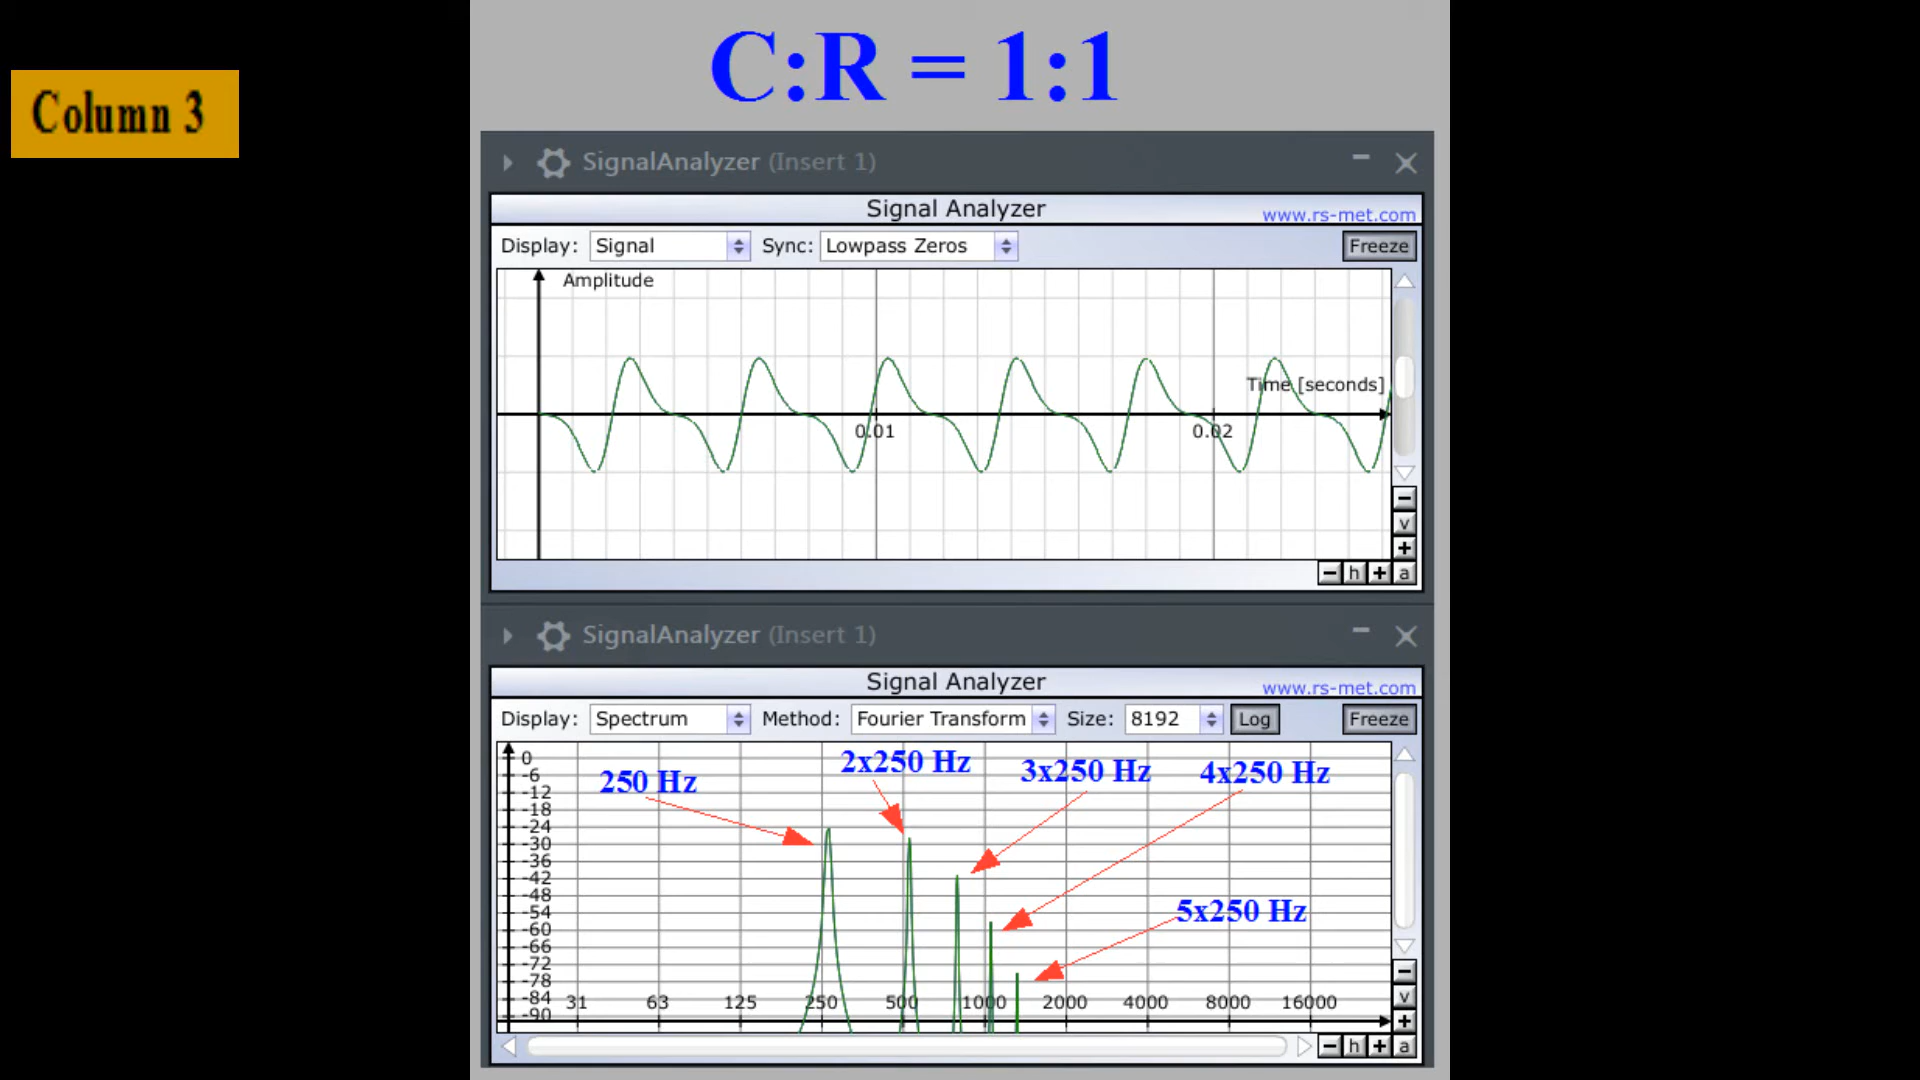 C:R = 1:1
Column 3
SignalAnalyzer (Insert 1)
Signal Analyzer
www.rs-met.com
Display: Signal Sync: Lowpass Zeros Freeze
Amplitude
Time [seconds]
0.01 0.02
v
h a
SignalAnalyzer (Insert 1)
Signal Analyzer
www.rs-met.com
Display: Spectrum Method: Fourier Transform Size: 8192 Log Freeze
250 Hz
2x250 Hz
3x250 Hz
4x250 Hz
5x250 Hz
0
-6
-12
-18
-24
-30
-36
-42
-48
-54
-60
-66
-72
-78
-84
-90
31 63 125 250 500 1000 2000 4000 8000 16000
v
h a